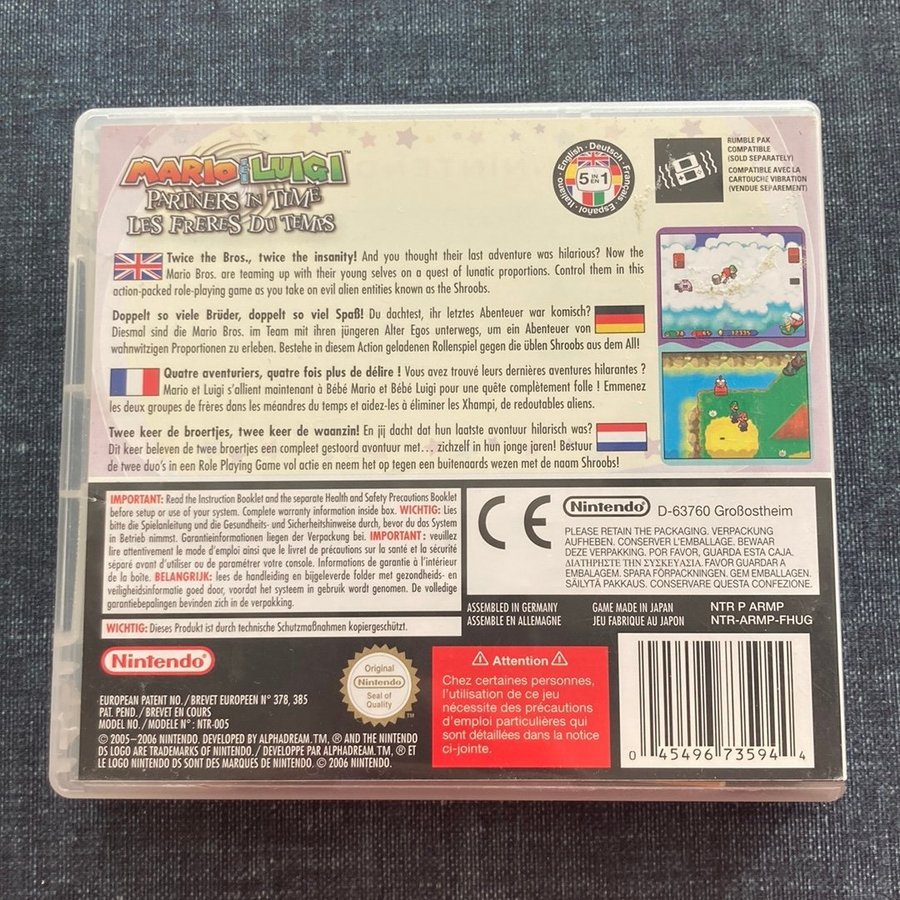 MARIO & LUIGI™
PARTNERS IN TIME
LES FRÈRES DU TEMPS
English · Deutsch · Français · Español · Italiano
5 IN EN 1
RUMBLE PAK
COMPATIBLE
(SOLD SEPARATELY)
COMPATIBLE AVEC LA
CARTOUCHE VIBRATION
(VENDUE SEPAREMENT)
Twice the Bros., twice the insanity! And you thought their last adventure was hilarious? Now the
Mario Bros. are teaming up with their young selves on a quest of lunatic proportions. Control them in this
action-packed role-playing game as you take on evil alien entities known as the Shroobs.
Doppelt so viele Brüder, doppelt so viel Spaß! Du dachtest, ihr letztes Abenteuer war komisch?
Diesmal sind die Mario Bros. im Team mit ihren jüngeren Alter Egos unterwegs, um ein Abenteuer von
wahnwitzigen Proportionen zu erleben. Bestehe in diesem Action geladenen Rollenspiel gegen die üblen Shroobs aus dem All!
Quatre aventuriers, quatre fois plus de délire ! Vous avez trouvé leurs dernières aventures hilarantes ?
Mario et Luigi s'allient maintenant à Bébé Mario et Bébé Luigi pour une quête complètement folle ! Emmenez
les deux groupes de frères dans les méandres du temps et aidez-les à éliminer les Xhampi, de redoutables aliens.
Twee keer de broertjes, twee keer de waanzin! En jij dacht dat hun laatste avontuur hilarisch was?
Dit keer beleven de twee broertjes een compleet gestoord avontuur met... zichzelf in hun jonge jaren! Bestuur
de twee duo's in een Role Playing Game vol actie en neem het op tegen een buitenaards wezen met de naam Shroobs!
IMPORTANT: Read the Instruction Booklet and the separate Health and Safety Precautions Booklet
before setup or use of your system. Complete warranty information inside box. WICHTIG: Lies
bitte die Spielanleitung und die Gesundheits- und Sicherheitshinweise durch, bevor du das System
in Betrieb nimmst. Garantieinformationen liegen der Verpackung bei. IMPORTANT : veuillez
lire attentivement le mode d'emploi ainsi que le livret de précautions sur la santé et la sécurité
séparé avant d'utiliser ou de paramétrer votre console. Informations de garantie à l'intérieur
de la boîte. BELANGRIJK: lees de handleiding en bijgeleverde folder met gezondheids- en
veiligheidsinformatie goed door, voordat het systeem in gebruik wordt genomen. De volledige
garantiebepalingen bevinden zich in de verpakking.
WICHTIG: Dieses Produkt ist durch technische Schutzmaßnahmen kopiergeschützt.
CE
Nintendo® D-63760 Großostheim
PLEASE RETAIN THE PACKAGING. VERPACKUNG
AUFHEBEN. CONSERVER L'EMBALLAGE. BEWAAR
DEZE VERPAKKING. POR FAVOR, GUARDA ESTA CAJA.
ΔΙΑΤΗΡΗΣΤΕ ΤΗΝ ΣΥΣΚΕΥΑΣΙΑ. FAVOR GUARDAR A
EMBALAGEM. SPARA FÖRPACKNINGEN. GEM EMBALLAGEN.
SÄILYTÄ PAKKAUS. CONSERVARE QUESTA CONFEZIONE.
ASSEMBLED IN GERMANY
ASSEMBLE EN ALLEMAGNE
GAME MADE IN JAPAN
JEU FABRIQUE AU JAPON
NTR P ARMP
NTR-ARMP-FHUG
Nintendo®
EUROPEAN PATENT NO./BREVET EUROPEEN N° 378, 385
PAT. PEND./BREVET EN COURS
MODEL NO./MODELE N° : NTR-005
© 2005-2006 NINTENDO. DEVELOPED BY ALPHADREAM.TM, ® AND THE NINTENDO
DS LOGO ARE TRADEMARKS OF NINTENDO./DEVELOPPE PAR ALPHADREAM.TM, ® ET
LE LOGO NINTENDO DS SONT DES MARQUES DE NINTENDO. © 2006 NINTENDO.
Original
Nintendo
Seal of
Quality
TM
Attention
Chez certaines personnes,
l'utilisation de ce jeu
nécessite des précautions
d'emploi particulières qui
sont détaillées dans la notice
ci-jointe.
0 45496 73594 4